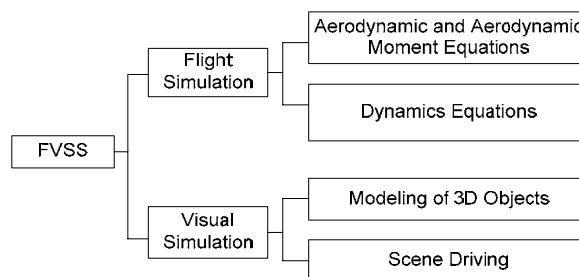 Aerodynamic and Aerodynamic
Moment Equations
Flight
Simulation
Dynamics Equations
FVSS
Modeling of 3D Objects
Visual
Simulation
Scene Driving